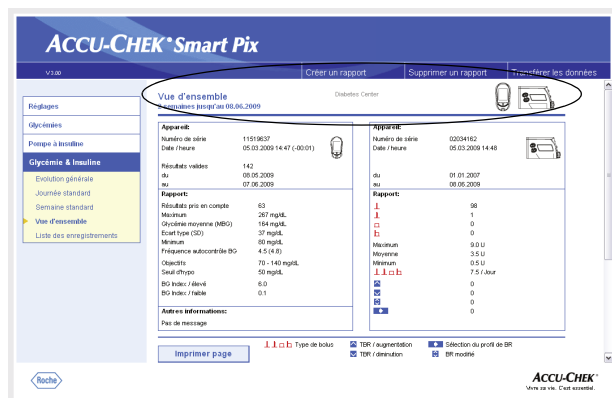 ACCU-CHEK® Smart Pix
V 3.00
Créer un rapport Supprimer un rapport Transférer les données
Vue d'ensemble
2 semaines jusqu'au 08.06.2009
Diabetes Center
Réglages
Glycémies
Pompe à insuline
Glycémie & Insuline
Evolution générale
Journée standard
Semaine standard
Vue d'ensemble
Liste des enregistrements
Appareil:
Numéro de série 11519637
Date / heure 05.03.2009 14:47 (-00:01)
Résultats valides 142
du 08.05.2009
au 07.06.2009
Rapport:
Résultats pris en compte 63
Maximum 267 mg/dL
Glycémie moyenne (MBG) 164 mg/dL
Ecart type (SD) 37 mg/dL
Minimum 80 mg/dL
Fréquence autocontrôle BG 4.5 (4.8)
Objectifs 70 - 140 mg/dL
Seuil d'hypo 50 mg/dL
BG Index / élevé 6.0
BG Index / faible 0.1
Autres informations:
Pas de message
Appareil:
Numéro de série 02034162
Date / heure 05.03.2009 14:48
du 01.01.2007
au 08.06.2009
Rapport:
98
1
0
0
Maximum 9.0 U
Moyenne 3.5 U
Minimum 0.5 U
7.5 / Jour
0
0
0
0
Imprimer page
Type de bolus
TBR / augmentation
Sélection du profil de BR
TBR / diminution
BR modifié
Roche
ACCU-CHEK®
Vivre sa vie. C'est essentiel.